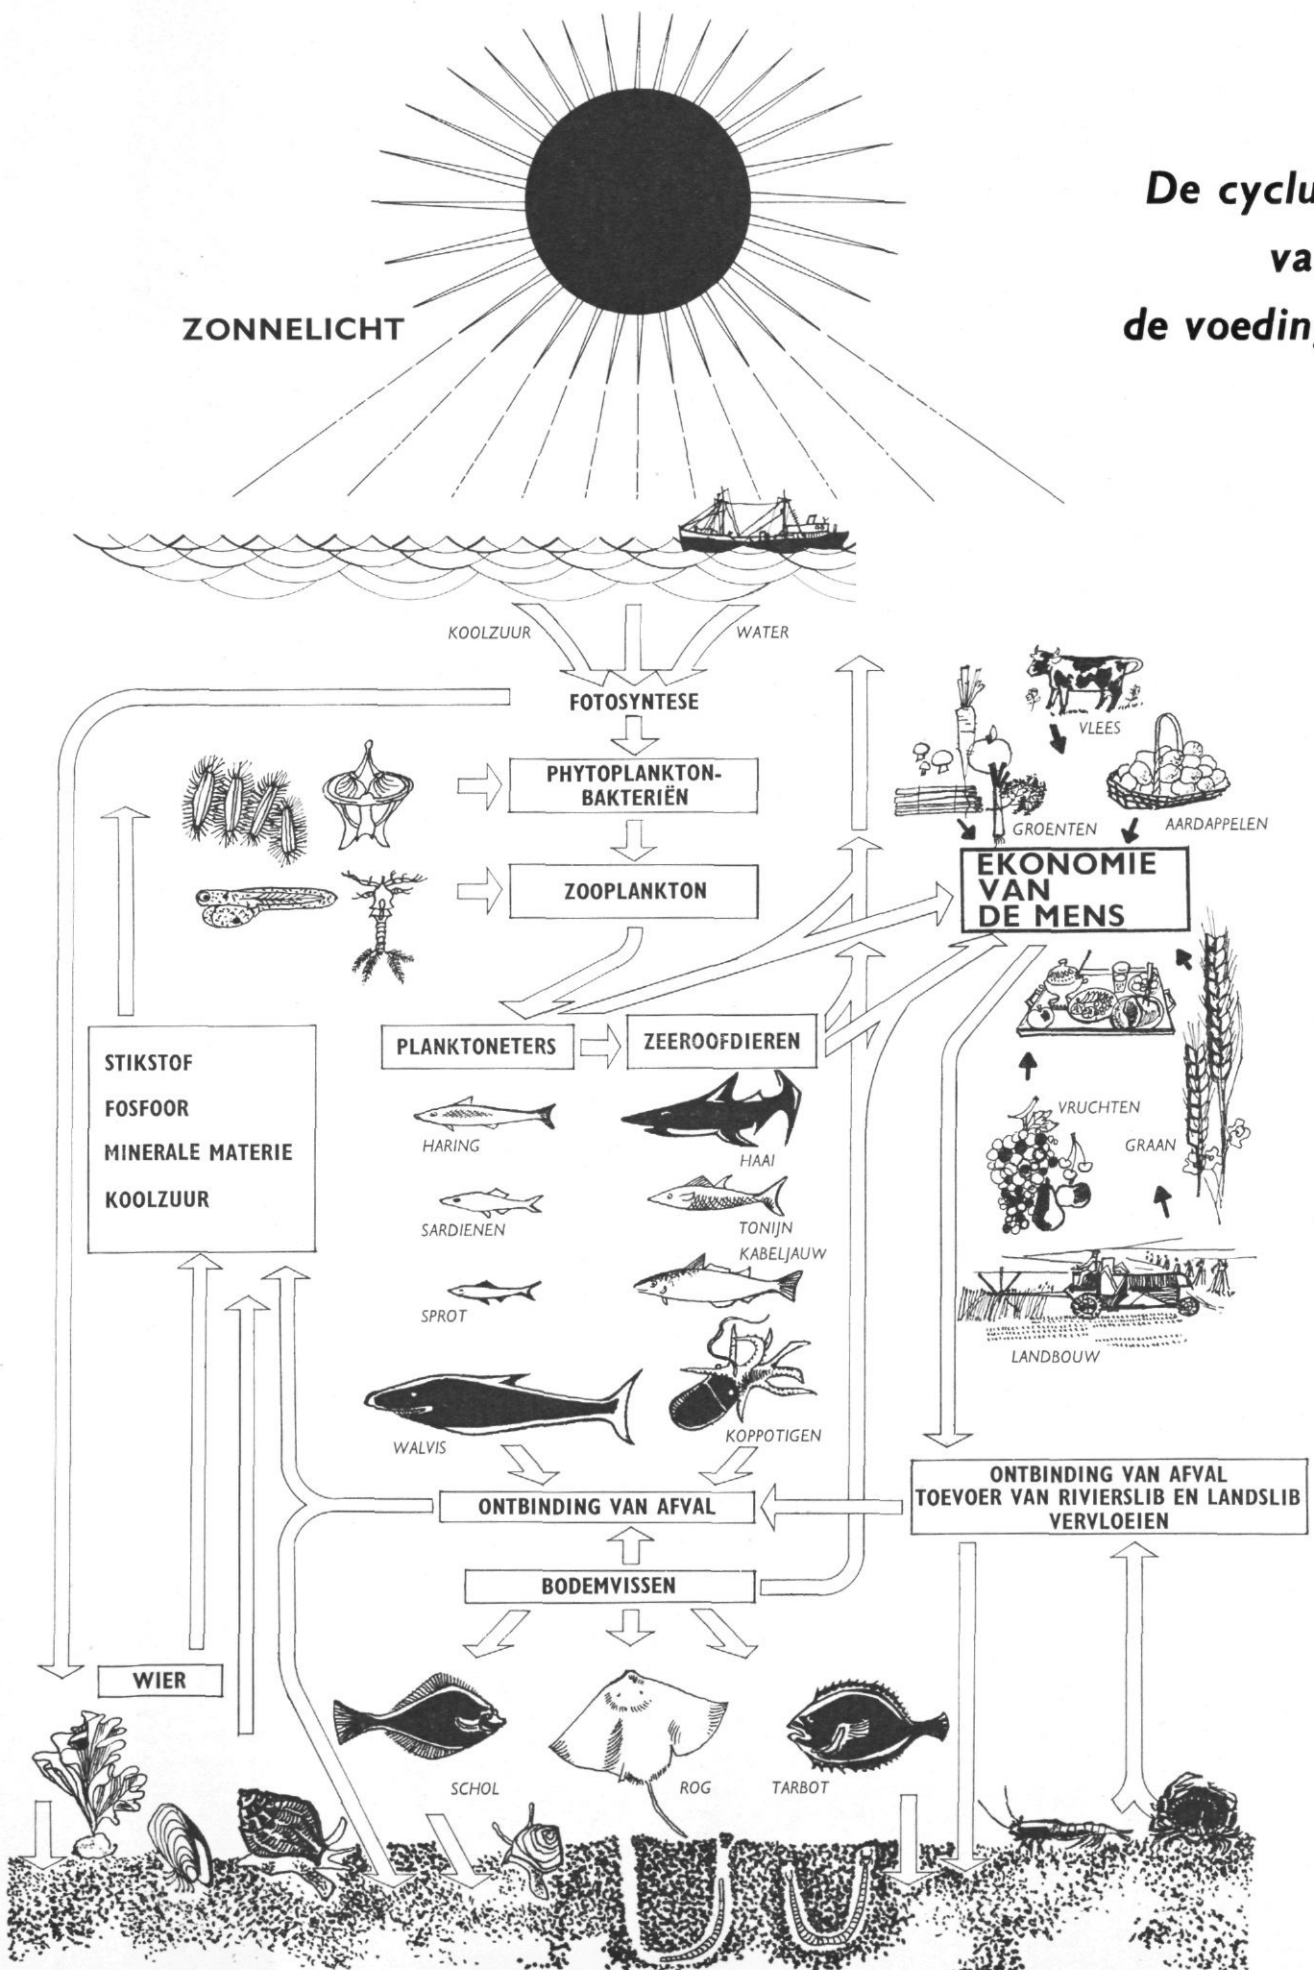 De cyclu
va
de voedin
ZONNELICHT
KOOLZUUR
WATER
FOTOSYNTESE
VLEES
PHYTOPLANKTON-
BAKTERIËN
GROENTEN
AARDAPPELEN
ZOOPLANKTON
EKONOMIE
VAN
DE MENS
STIKSTOF
FOSFOOR
MINERALE MATERIE
KOOLZUUR
PLANKTONETERS
ZEEROOFDIEREN
HARING
HAAI
VRUCHTEN
GRAAN
SARDIENEN
TONIJN
KABELJAUW
SPROT
LANDBOUW
WALVIS
KOPPOTIGEN
ONTBINDING VAN AFVAL
ONTBINDING VAN AFVAL
TOEVOER VAN RIVIERSLIB EN LANDSLIB
VERVLOEIEN
BODEMVISSEN
WIER
SCHOL
ROG
TARBOT